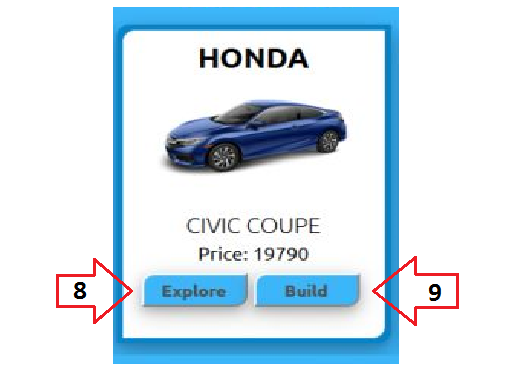 HONDA
CIVIC COUPE
Price: 19790
8 Explore Build 9